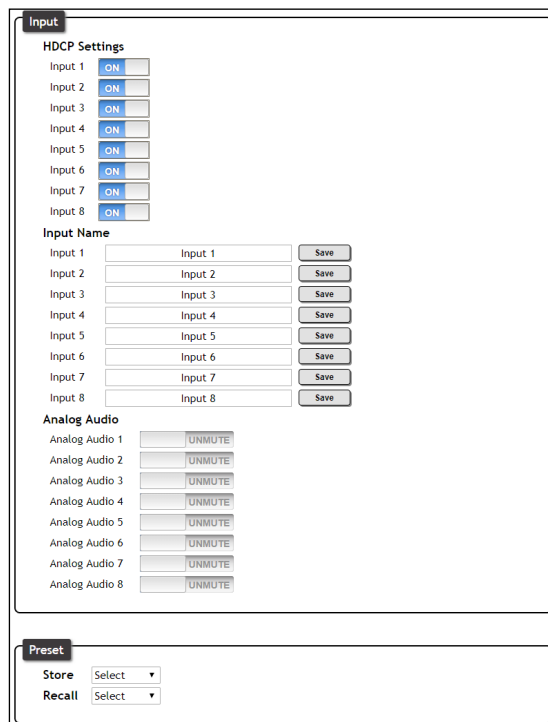 Input
HDCP Settings
Input 1 ON
Input 2 ON
Input 3 ON
Input 4 ON
Input 5 ON
Input 6 ON
Input 7 ON
Input 8 ON
Input Name
Input 1 Input 1 Save
Input 2 Input 2 Save
Input 3 Input 3 Save
Input 4 Input 4 Save
Input 5 Input 5 Save
Input 6 Input 6 Save
Input 7 Input 7 Save
Input 8 Input 8 Save
Analog Audio
Analog Audio 1 UNMUTE
Analog Audio 2 UNMUTE
Analog Audio 3 UNMUTE
Analog Audio 4 UNMUTE
Analog Audio 5 UNMUTE
Analog Audio 6 UNMUTE
Analog Audio 7 UNMUTE
Analog Audio 8 UNMUTE
Preset
Store Select
Recall Select